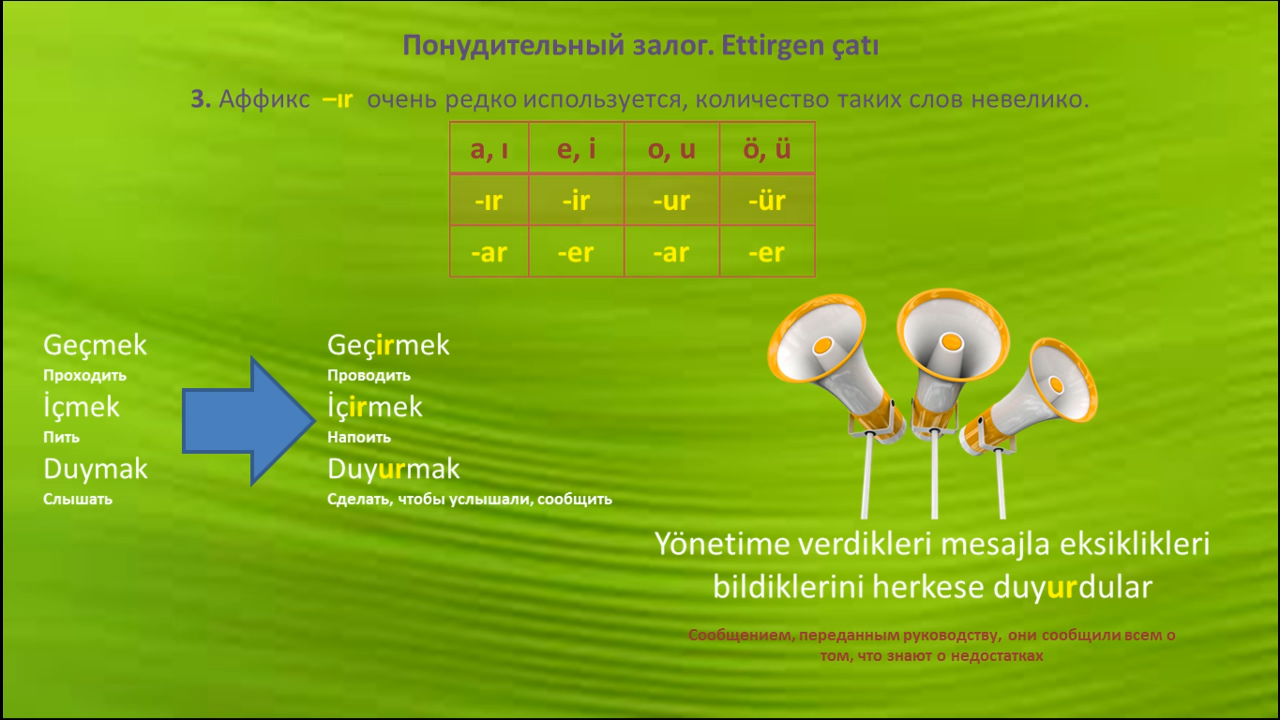 Понудительный залог. Ettirgen çatı
3. Аффикс –ır очень редко используется, количество таких слов невелико.
a, ı e, i o, u ö, ü
-ır -ir -ur -ür
-ar -er -ar -er
Geçmek
Проходить
İçmek
Пить
Duymak
Слышать
Geçirmek
Проводить
İçirmek
Напоить
Duyurmak
Сделать, чтобы услышали, сообщить
Yönetime verdikleri mesajla eksiklikleri
bildiklerini herkese duyurdular
Сообщением, переданным руководству, они сообщили всем о
том, что знают о недостатках